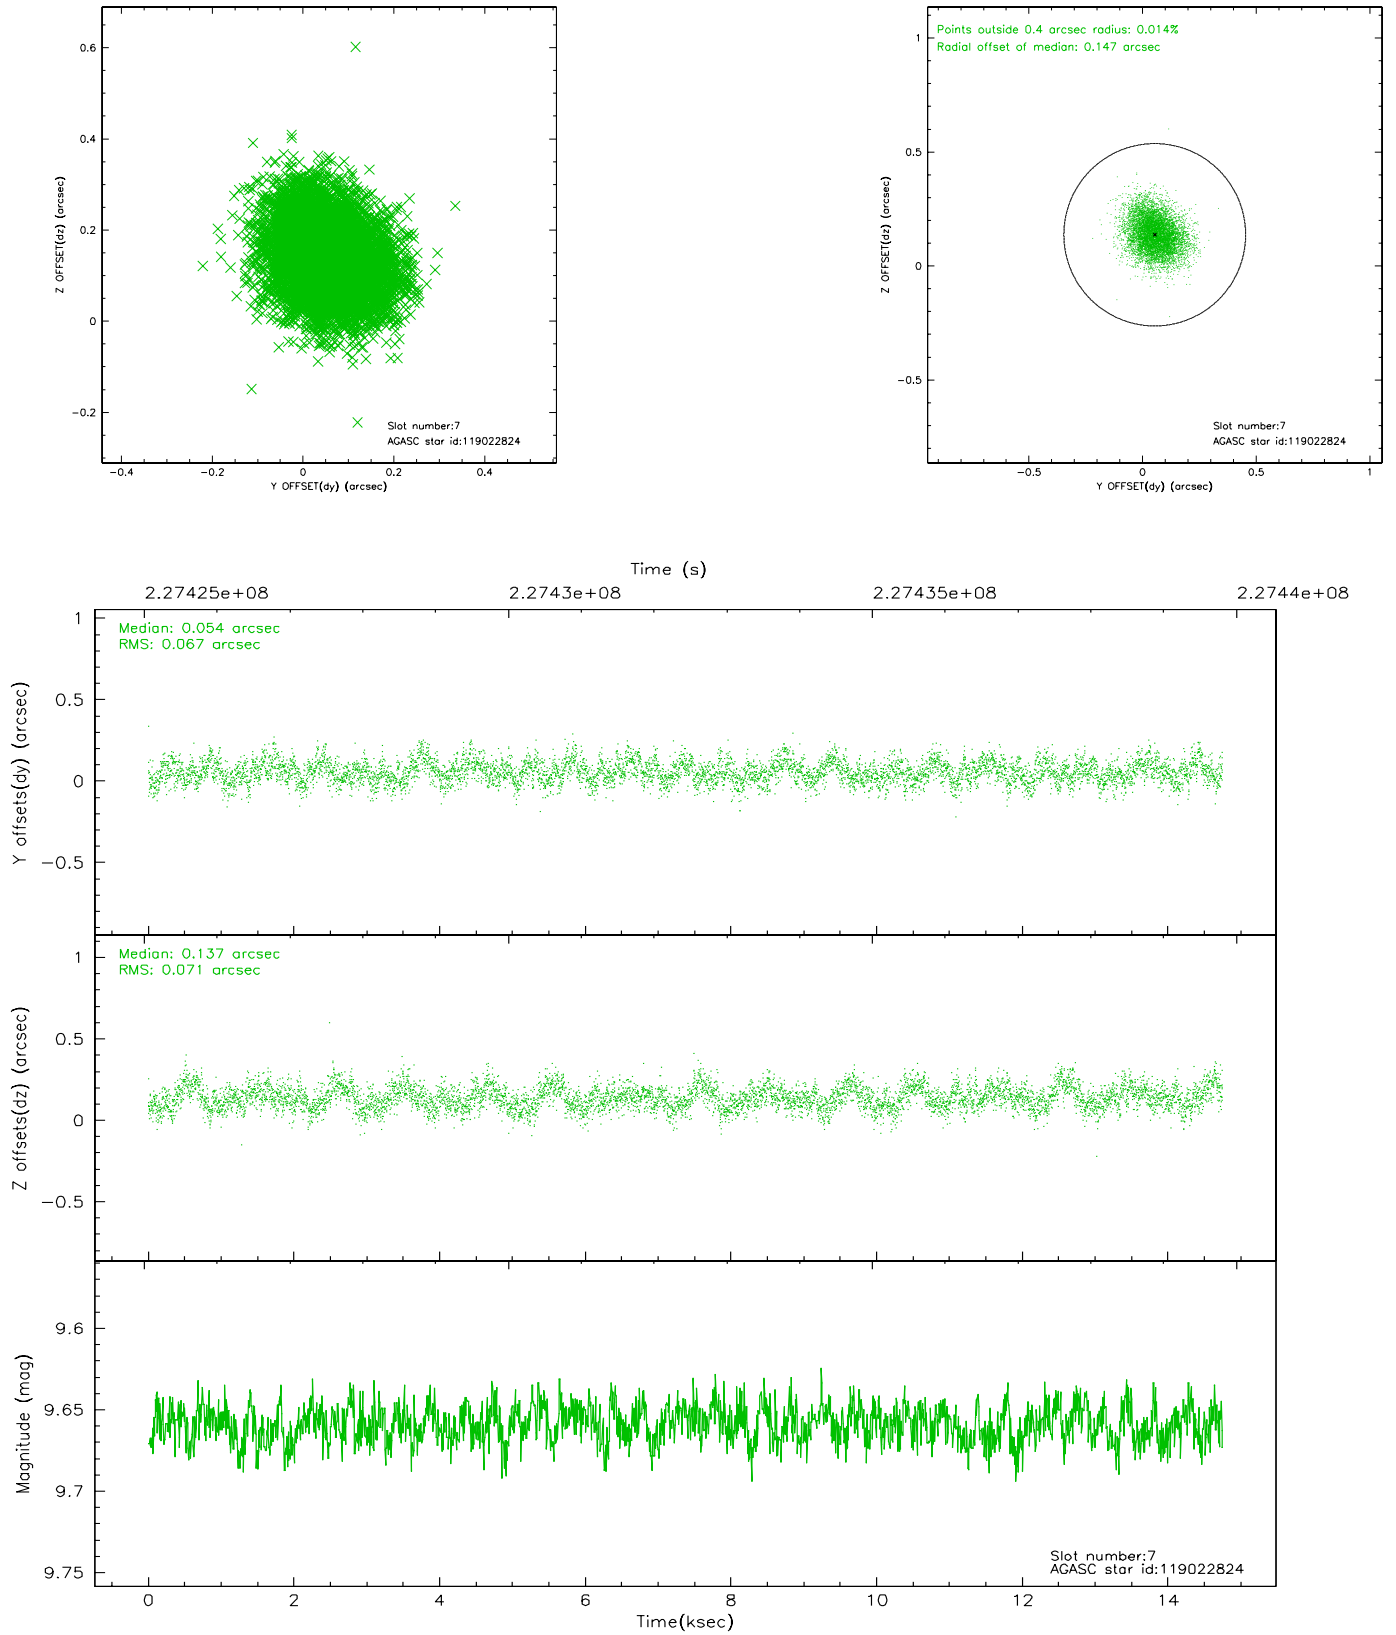 0.6
0.4
0.2
0
−0.2
−0.4
−0.2
0
0.2
0.4
Z OFFSET(dz) (arcsec)
Y OFFSET(dy) (arcsec)
Slot number:7
AGASC star id:119022824
Points outside 0.4 arcsec radius: 0.014%
Radial offset of median: 0.147 arcsec
1
0.5
0
−0.5
−0.5
0
0.5
1
Z OFFSET(dz) (arcsec)
Y OFFSET(dy) (arcsec)
Slot number:7
AGASC star id:119022824
Time (s)
2.27425e+08
2.2743e+08
2.27435e+08
2.2744e+08
Median: 0.054 arcsec
RMS: 0.067 arcsec
1
0.5
0
−0.5
Y offsets(dy) (arcsec)
Median: 0.137 arcsec
RMS: 0.071 arcsec
1
0.5
0
−0.5
Z offsets(dz) (arcsec)
9.6
9.65
9.7
9.75
Magnitude (mag)
Slot number:7
AGASC star id:119022824
0
2
4
6
8
10
12
14
Time(ksec)